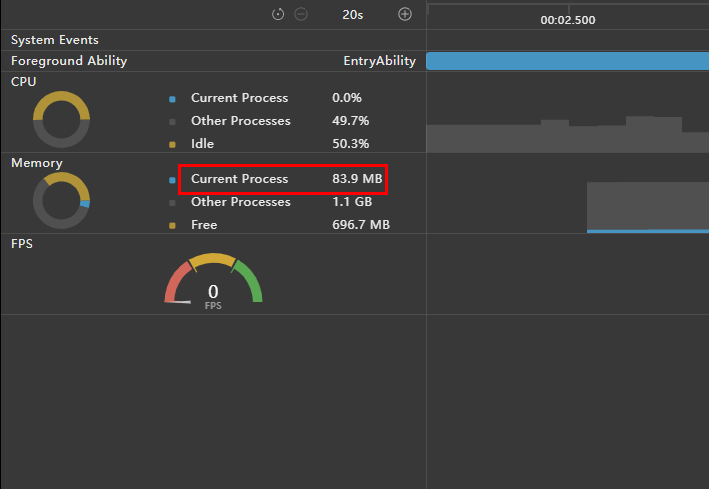 20s
00:02.500
System Events
Foreground Ability EntryAbility
CPU
Current Process 0.0%
Other Processes 49.7%
Idle 50.3%
Memory
Current Process 83.9 MB
Other Processes 1.1 GB
Free 696.7 MB
FPS
0
FPS